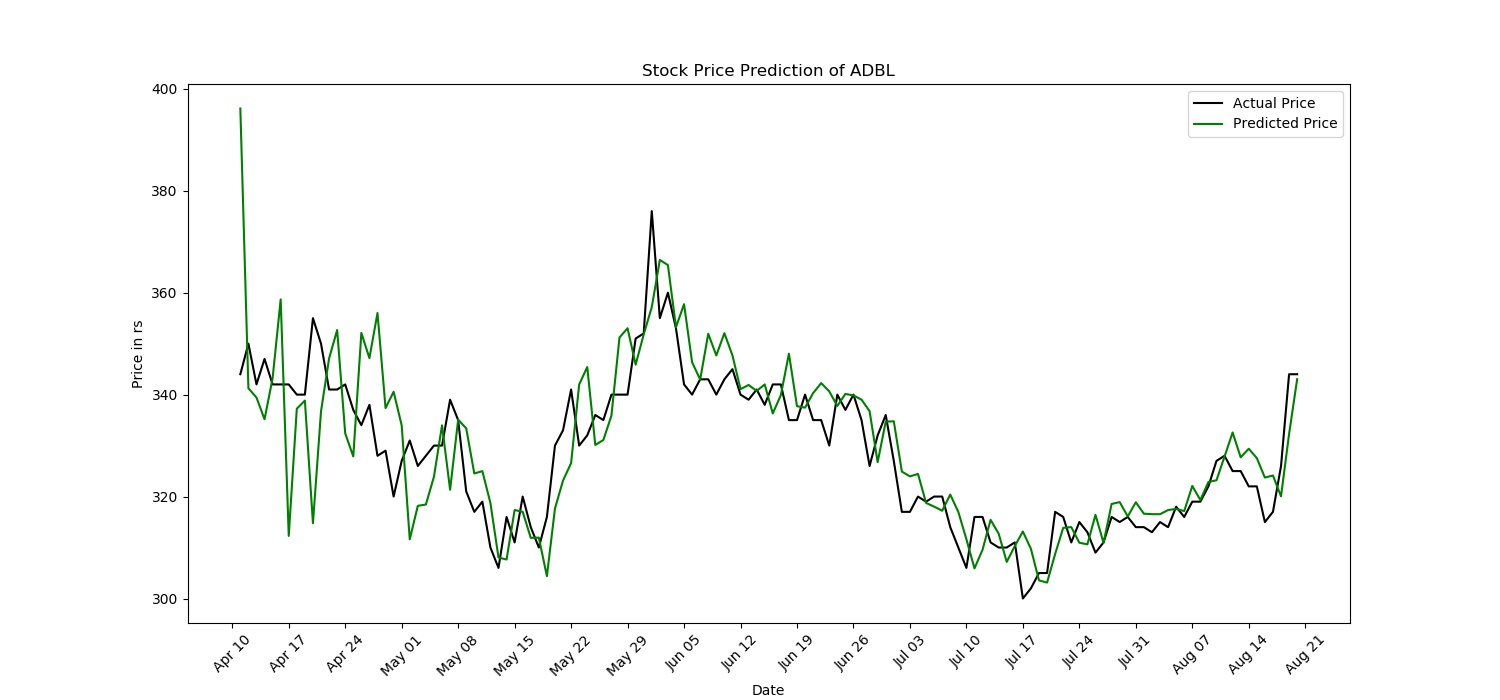 Stock Price Prediction of ADBL
Actual Price
Predicted Price
Price in rs
400
380
360
340
320
300
Apr 10
Apr 17
Apr 24
May 01
May 08
May 15
May 22
May 29
Jun 05
Jun 12
Jun 19
Jun 26
Jul 03
Jul 10
Jul 17
Jul 24
Jul 31
Aug 07
Aug 14
Aug 21
Date